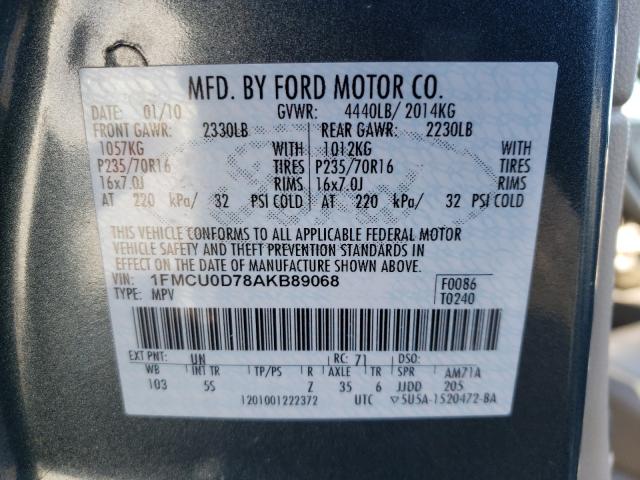 MFD. BY FORD MOTOR CO.
DATE: 01/10 GVWR: 4440LB/ 2014KG
FRONT GAWR: 2330LB REAR GAWR: 2230LB
1057KG WITH 1012KG WITH
P235/70R16 TIRES P235/70R16 TIRES
16x7.0J RIMS 16x7.0J RIMS
AT 220 kPa/ 32 PSI COLD AT 220 kPa/ 32 PSI COLD
THIS VEHICLE CONFORMS TO ALL APPLICABLE FEDERAL MOTOR
VEHICLE SAFETY AND THEFT PREVENTION STANDARDS IN
EFFECT ON THE DATE OF MANUFACTURE SHOWN ABOVE.
VIN: 1FMCU0D78AKB89068 F0086
TYPE: MPV T0240
EXT PNT: UN RC: 71 DSO:
WB INT TR TP/PS R AXLE TR SPR AM71A
103 5S Z 35 6 JJDD 205
1201001222372 UTC ▽5U5A-1520472-BA